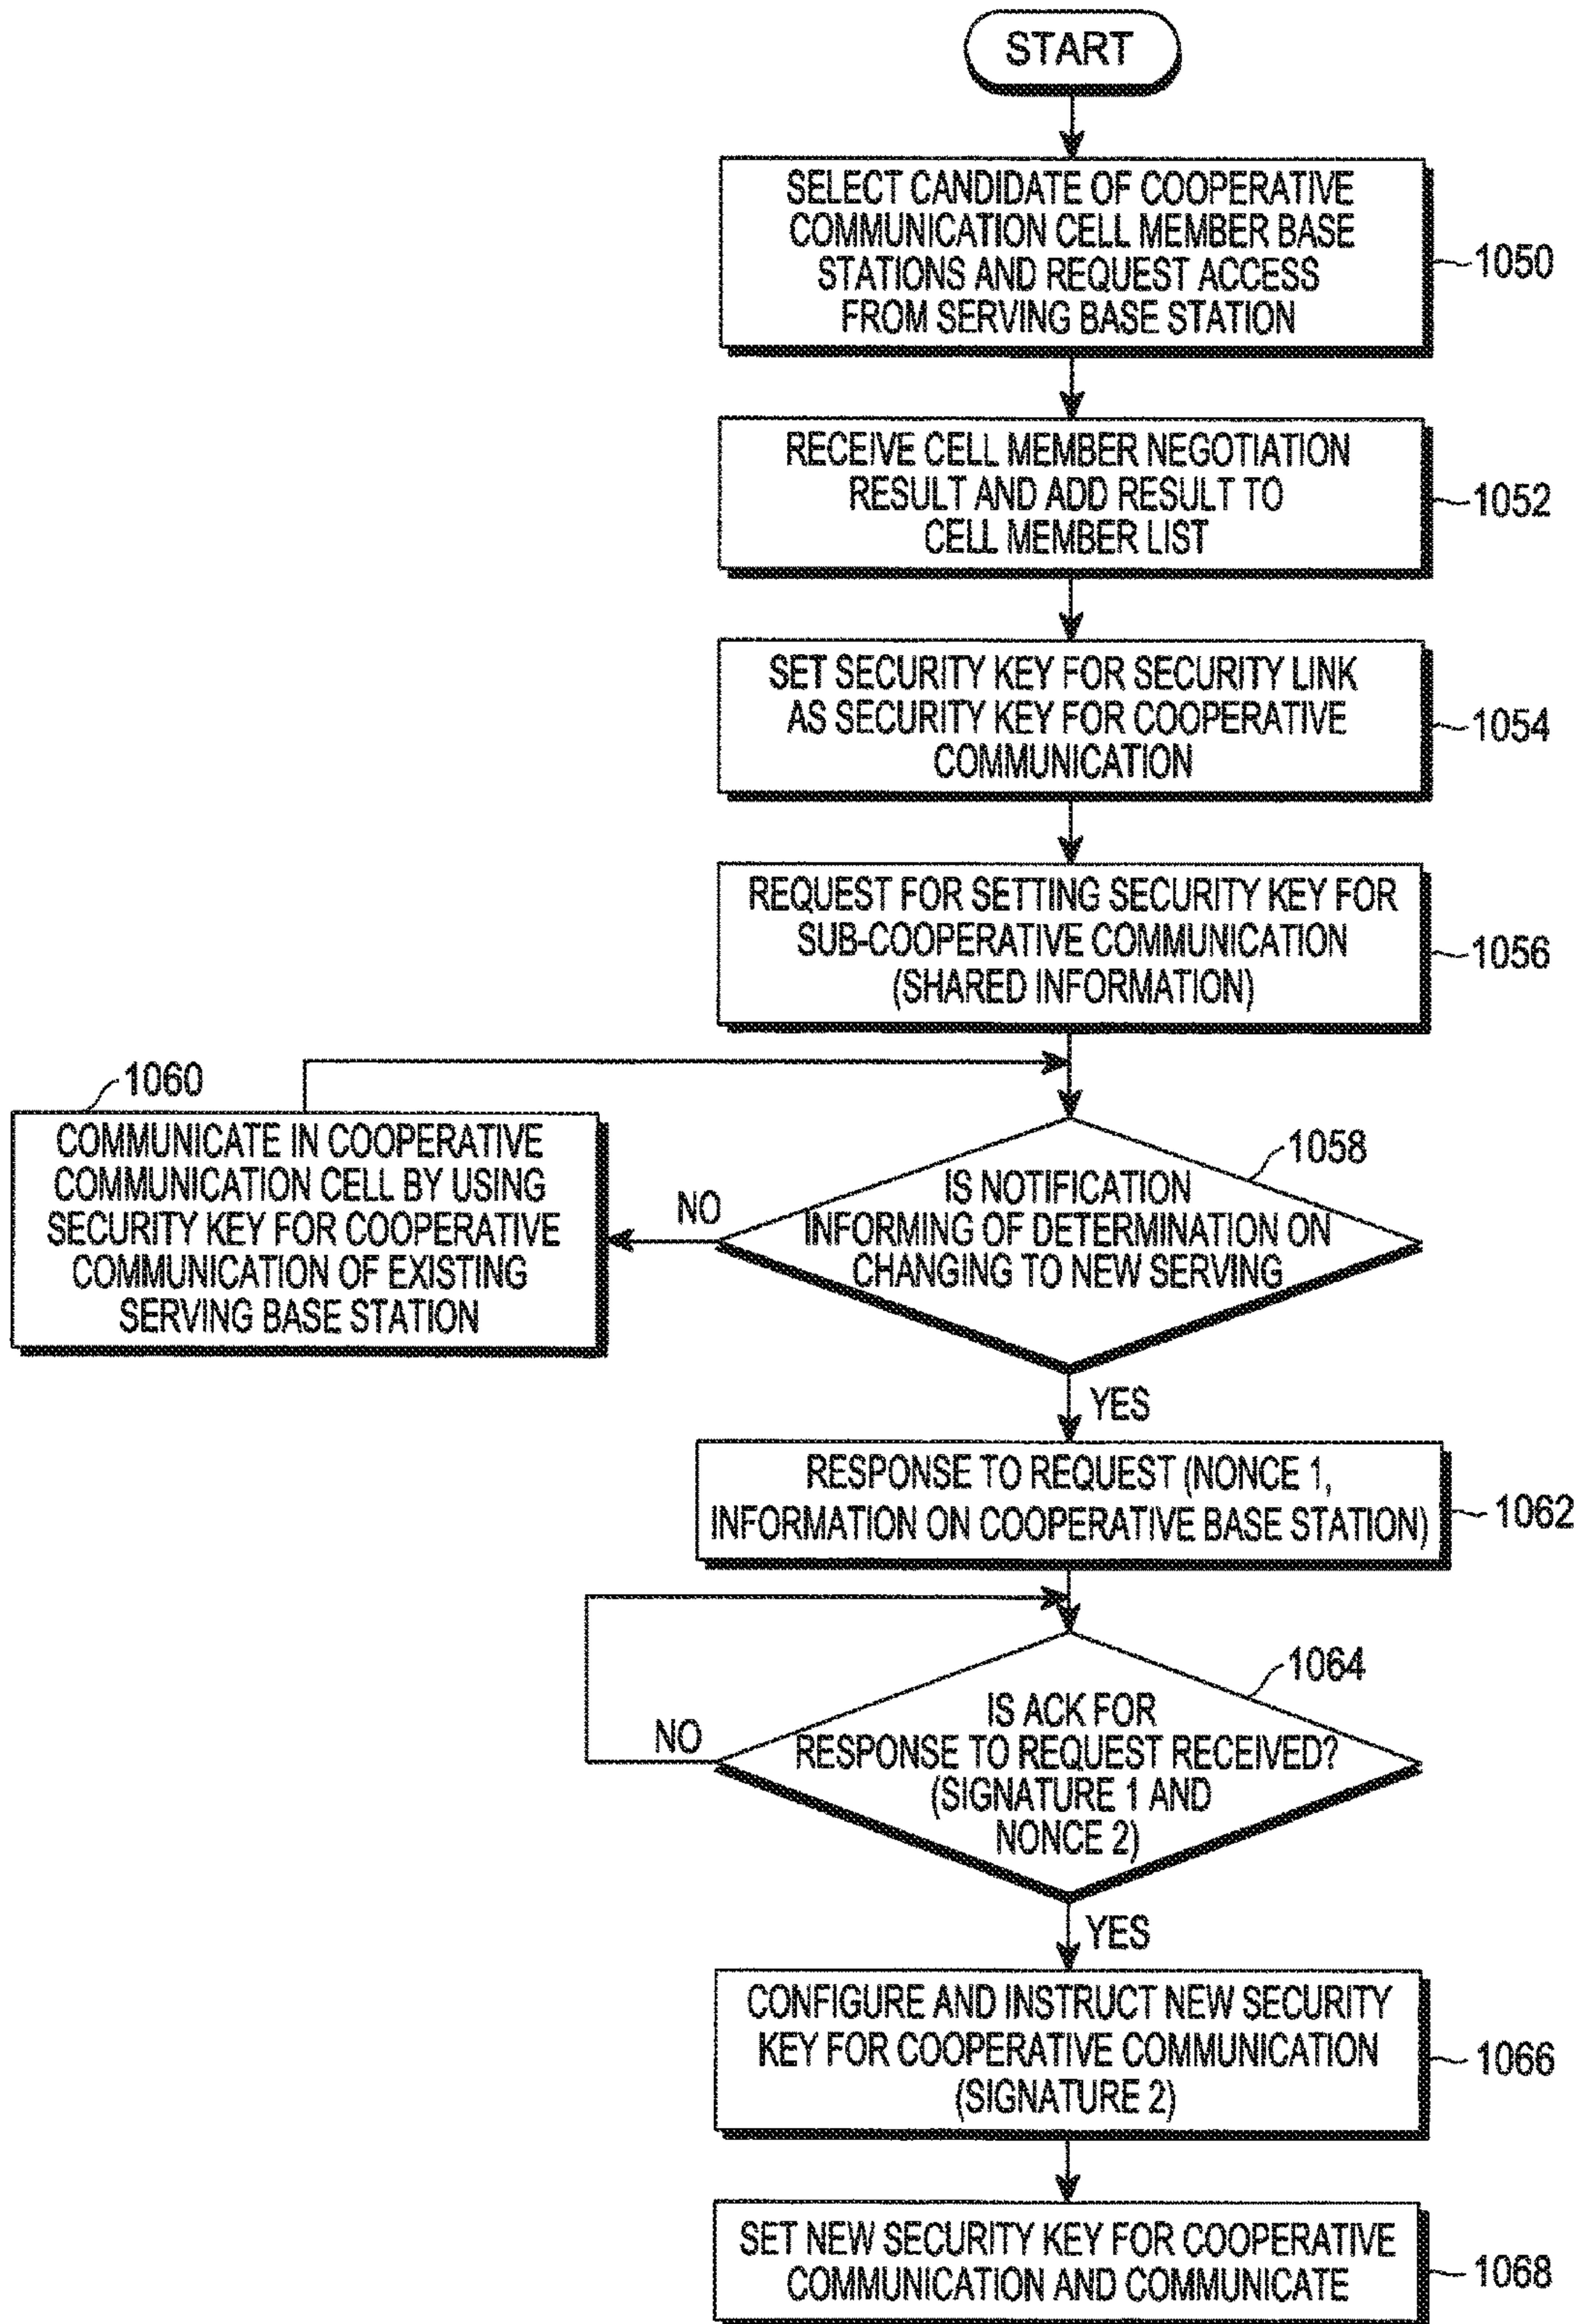 START
SELECT CANDIDATE OF COOPERATIVE
COMMUNICATION CELL MEMBER BASE
STATIONS AND REQUEST ACCESS
FROM SERVING BASE STATION
1050
RECEIVE CELL MEMBER NEGOTIATION
RESULT AND ADD RESULT TO
CELL MEMBER LIST
1052
SET SECURITY KEY FOR SECURITY LINK
AS SECURITY KEY FOR COOPERATIVE
COMMUNICATION
1054
REQUEST FOR SETTING SECURITY KEY FOR
SUB-COOPERATIVE COMMUNICATION
(SHARED INFORMATION)
1056
1060
COMMUNICATE IN COOPERATIVE
COMMUNICATION CELL BY USING
SECURITY KEY FOR COOPERATIVE
COMMUNICATION OF EXISTING
SERVING BASE STATION
NO
1058
IS NOTIFICATION
INFORMING OF DETERMINATION ON
CHANGING TO NEW SERVING
YES
RESPONSE TO REQUEST (NONCE 1,
INFORMATION ON COOPERATIVE BASE STATION)
1062
1064
NO
IS ACK FOR
RESPONSE TO REQUEST RECEIVED?
(SIGNATURE 1 AND
NONCE 2)
YES
CONFIGURE AND INSTRUCT NEW SECURITY
KEY FOR COOPERATIVE COMMUNICATION
(SIGNATURE 2)
1066
SET NEW SECURITY KEY FOR COOPERATIVE
COMMUNICATION AND COMMUNICATE
1068